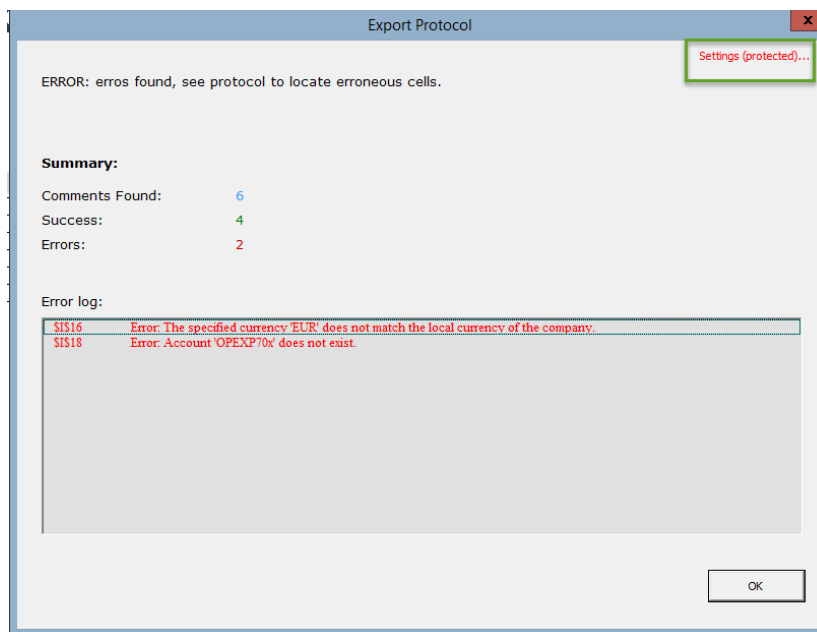 Export Protocol
x
Settings (protected)...
ERROR: erros found, see protocol to locate erroneous cells.
Summary:
Comments Found: 6
Success: 4
Errors: 2
Error log:
$I$16 Error: The specified currency 'EUR' does not match the local currency of the company.
$I$18 Error: Account 'OPEXP70x' does not exist.
OK